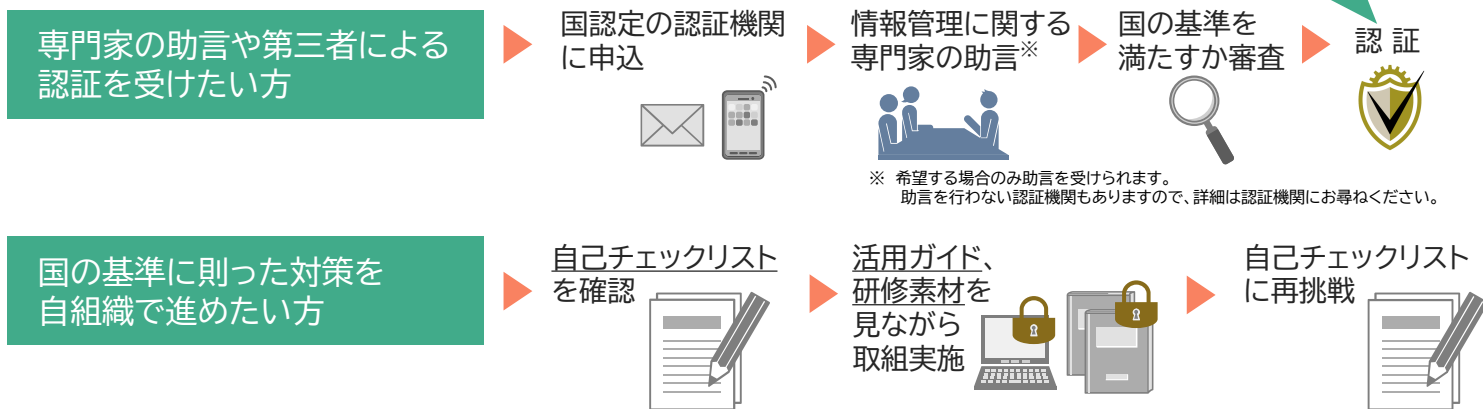 専門家の助言や第三者による
認証を受けたい方
国認定の認証機関
に申込
情報管理に関する
専門家の助言※
国の基準を
満たすか審査
認 証
※ 希望する場合のみ助言を受けられます。
助言を行わない認証機関もありますので、詳細は認証機関にお尋ねください。
国の基準に則った対策を
自組織で進めたい方
自己チェックリスト
を確認
活用ガイド、
研修素材を
見ながら
取組実施
自己チェックリスト
に再挑戦